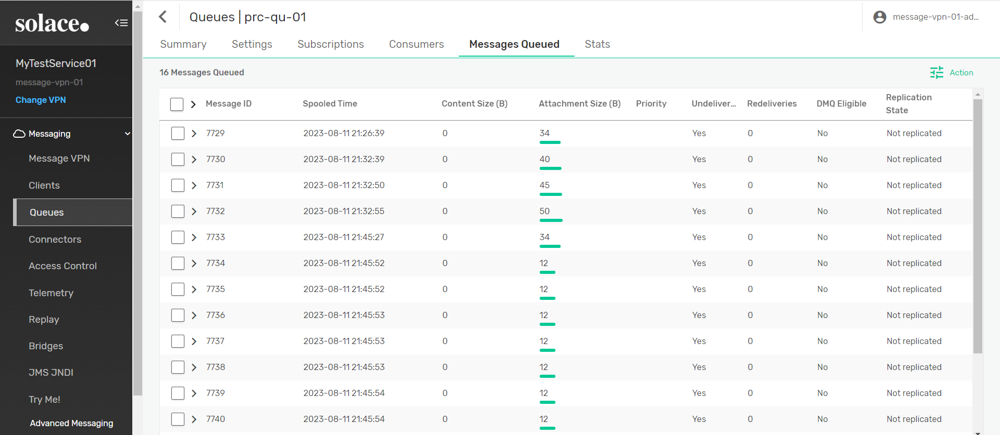 solace.
MyTestService01
message-vpn-01
Change VPN
Messaging
Message VPN
Clients
Queues
Connectors
Access Control
Telemetry
Replay
Bridges
JMS JNDI
Try Me!
Advanced Messaging
Queues | prc-qu-01
message-vpn-01-ad...
Summary Settings Subscriptions Consumers Messages Queued Stats
16 Messages Queued
Action
Message ID Spooled Time Content Size (B) Attachment Size (B) Priority Undeliver... Redeliveries DMQ Eligible Replication State
7729 2023-08-11 21:26:39 0 34 Yes 0 No Not replicated
7730 2023-08-11 21:32:39 0 40 Yes 0 No Not replicated
7731 2023-08-11 21:32:50 0 45 Yes 0 No Not replicated
7732 2023-08-11 21:32:55 0 50 Yes 0 No Not replicated
7733 2023-08-11 21:45:27 0 34 Yes 0 No Not replicated
7734 2023-08-11 21:45:52 0 12 Yes 0 No Not replicated
7735 2023-08-11 21:45:52 0 12 Yes 0 No Not replicated
7736 2023-08-11 21:45:53 0 12 Yes 0 No Not replicated
7737 2023-08-11 21:45:53 0 12 Yes 0 No Not replicated
7738 2023-08-11 21:45:53 0 12 Yes 0 No Not replicated
7739 2023-08-11 21:45:54 0 12 Yes 0 No Not replicated
7740 2023-08-11 21:45:54 0 12 Yes 0 No Not replicated